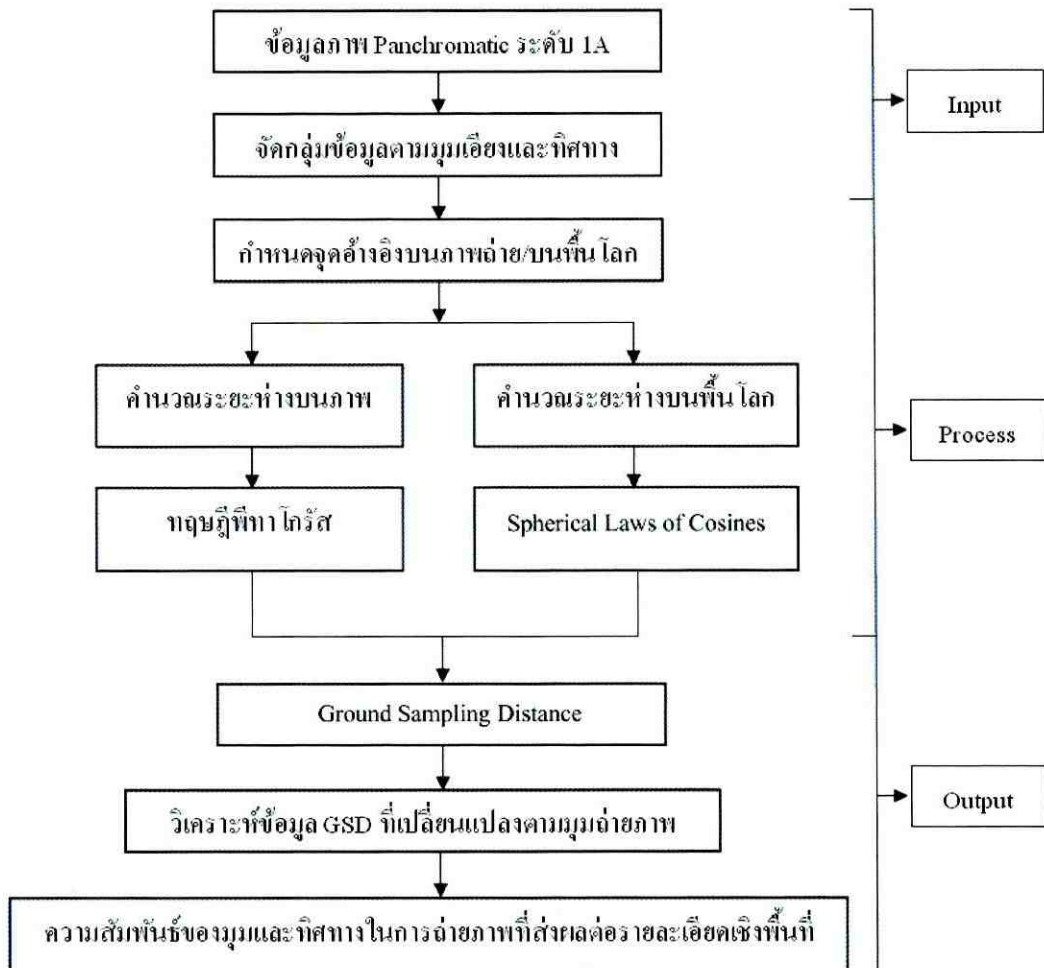 ข้อมูลภาพ Panchromatic ระดับ 1A
Input
จัดกลุ่มข้อมูลตามมุมเอียงและทิศทาง
กำหนดจุดอ้างอิงบนภาพถ่าย/บนพื้นโลก
คำนวณระยะห่างบนภาพ
คำนวณระยะห่างบนพื้นโลก
Process
ทฤษฎีพีทาโกรัส
Spherical Laws of Cosines
Ground Sampling Distance
วิเคราะห์ข้อมูล GSD ที่เปลี่ยนแปลงตามมุมถ่ายภาพ
Output
ความสัมพันธ์ของมุมและทิศทางในการถ่ายภาพที่ส่งผลต่อรายละเอียดเชิงพื้นที่